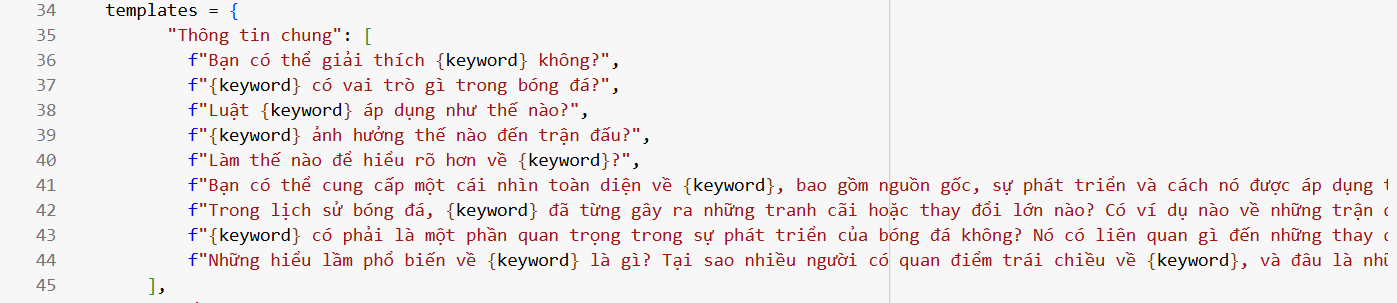 34 templates = {
35 "Thông tin chung": [
36 f"Bạn có thể giải thích {keyword} không?",
37 f"{keyword} có vai trò gì trong bóng đá?",
38 f"Luật {keyword} áp dụng như thế nào?",
39 f"{keyword} ảnh hưởng thế nào đến trận đấu?",
40 f"Làm thế nào để hiểu rõ hơn về {keyword}?",
41 f"Bạn có thể cung cấp một cái nhìn toàn diện về {keyword}, bao gồm nguồn gốc, sự phát triển và cách nó được áp dụng
42 f"Trong lịch sử bóng đá, {keyword} đã từng gây ra những tranh cãi hoặc thay đổi lớn nào? Có ví dụ nào về những trận
43 f"{keyword} có phải là một phần quan trọng trong sự phát triển của bóng đá không? Nó có liên quan gì đến những thay
44 f"Những hiểu lầm phổ biến về {keyword} là gì? Tại sao nhiều người có quan điểm trái chiều về {keyword}, và đâu là
45 ],